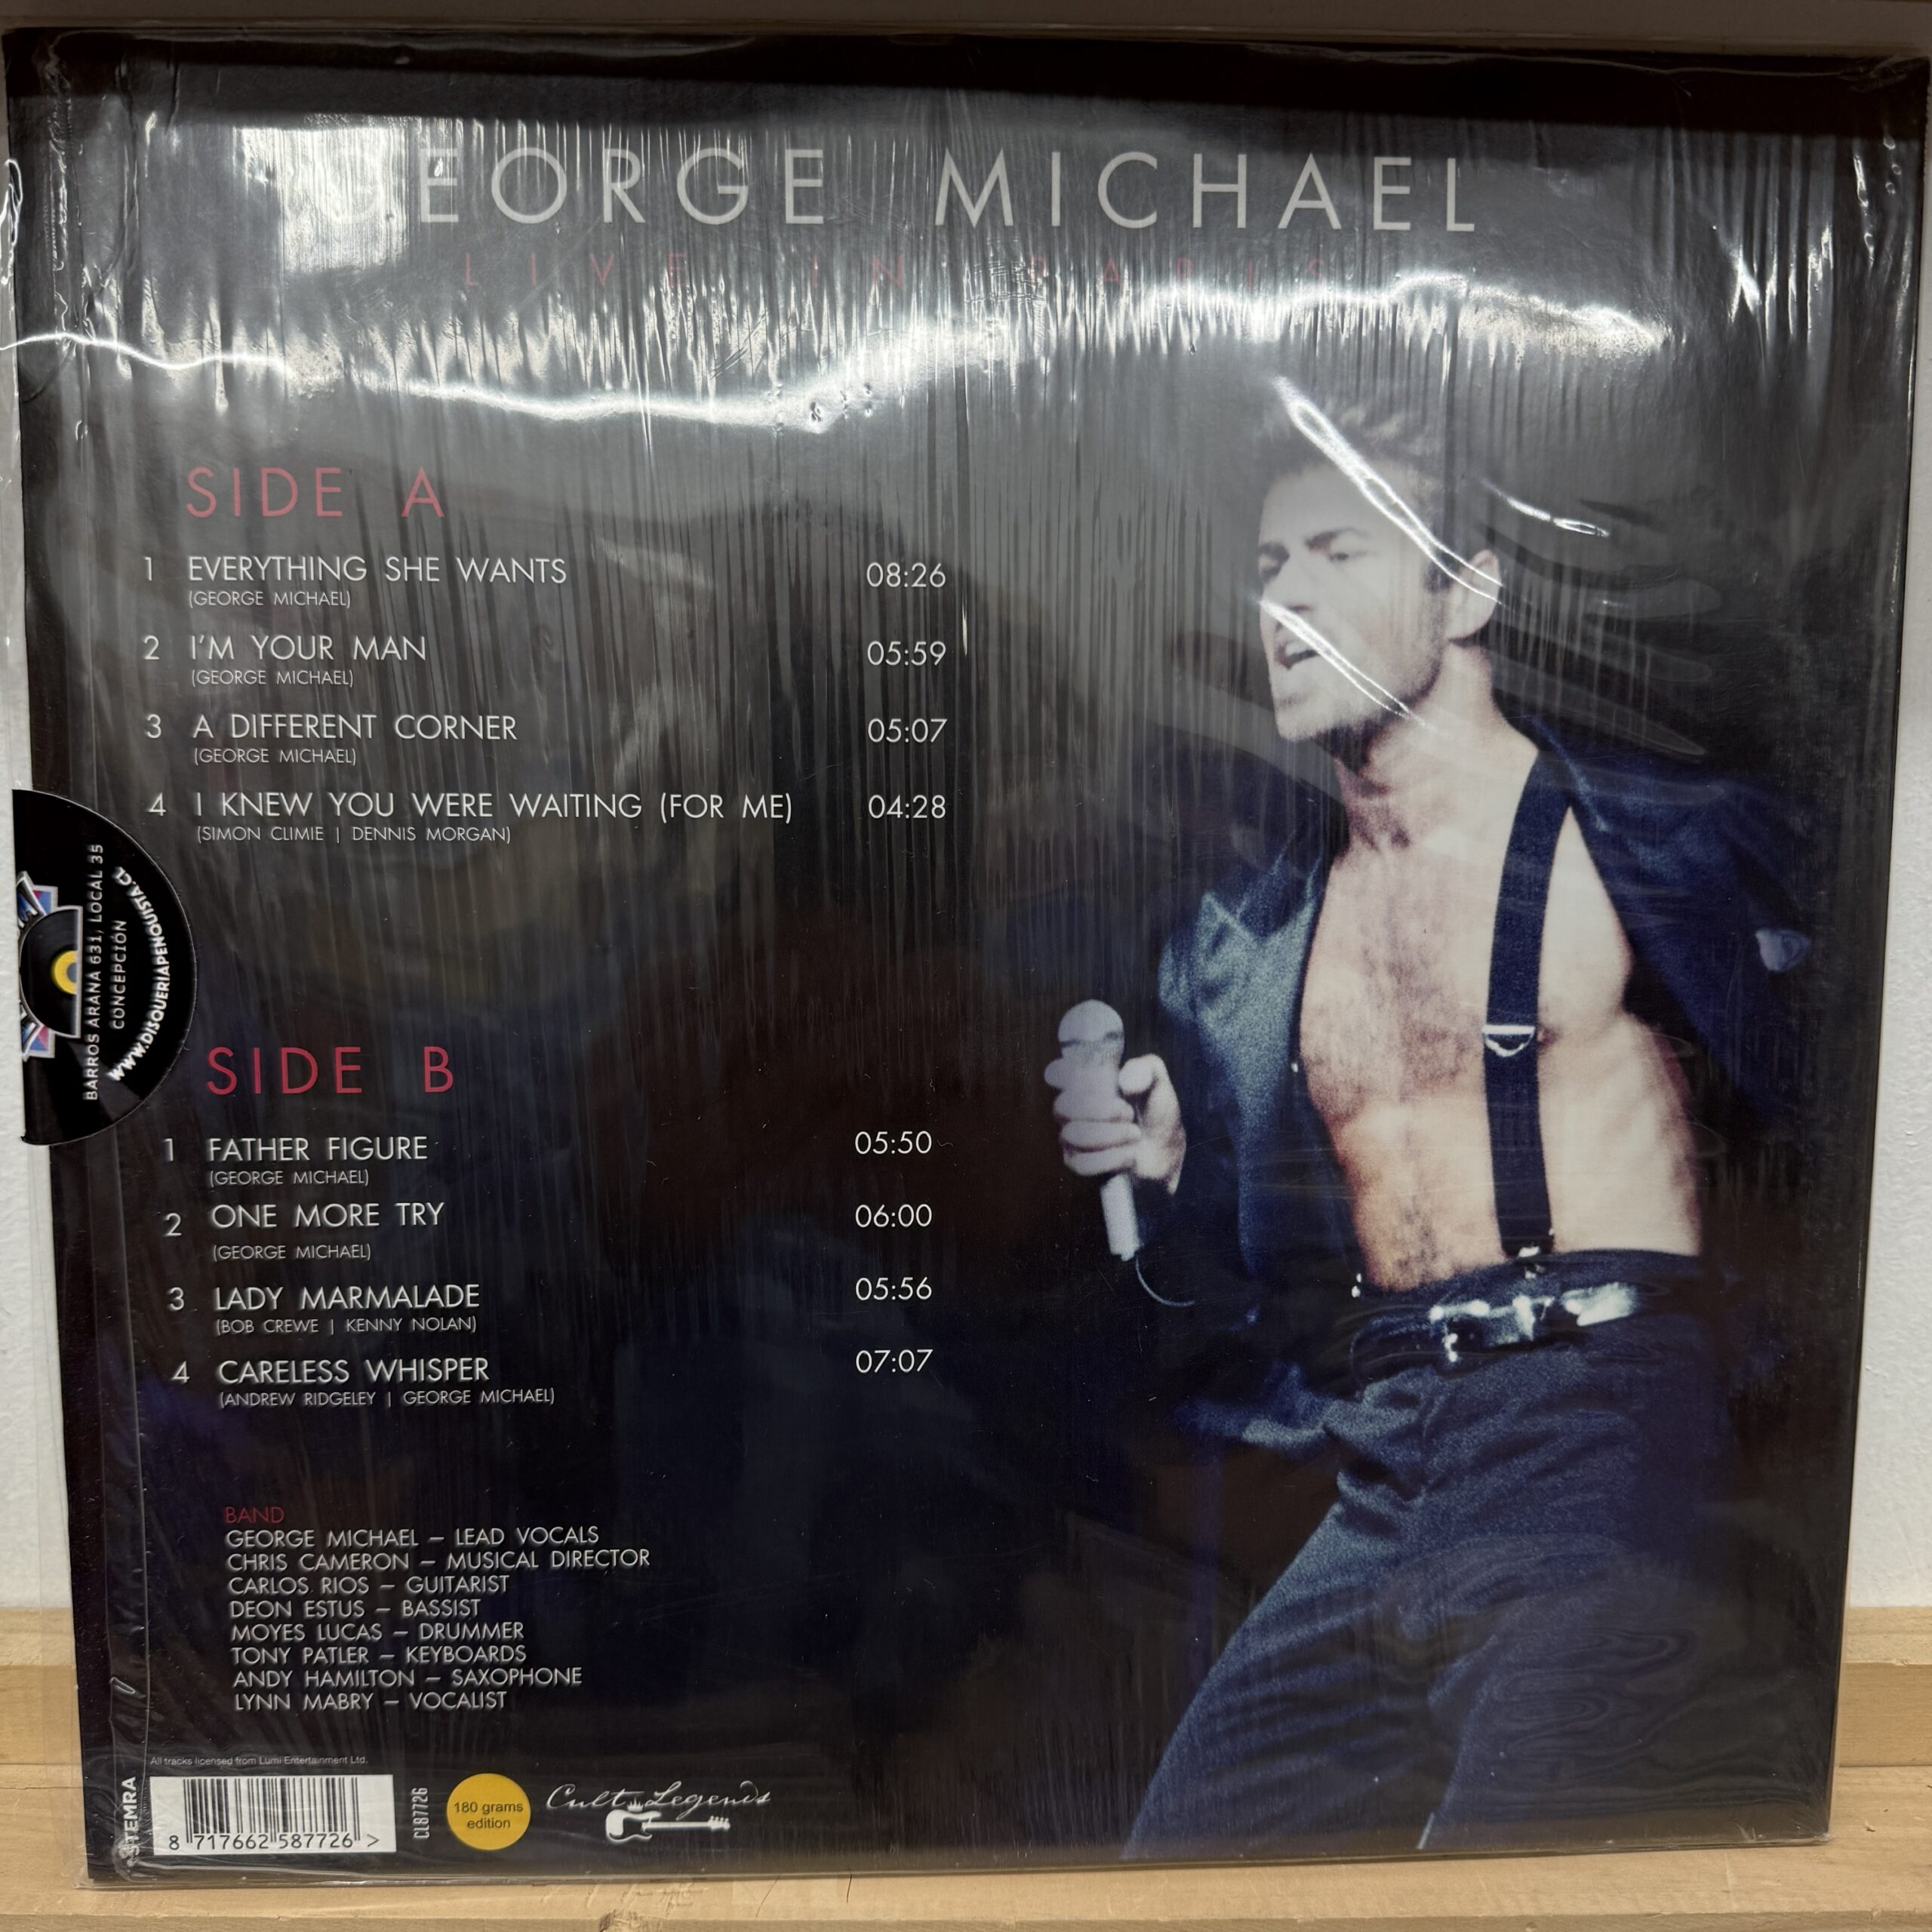 GEORGE MICHAEL
LIVE IN PARIS
SIDE A
1 EVERYTHING SHE WANTS 08:26
(GEORGE MICHAEL)
2 I'M YOUR MAN 05:59
(GEORGE MICHAEL)
3 A DIFFERENT CORNER 05:07
(GEORGE MICHAEL)
4 I KNEW YOU WERE WAITING (FOR ME) 04:28
(SIMON CLIMIE | DENNIS MORGAN)
BARROS ARANA 631, LOCAL 35
CONCEPCIÓN
WWW.DISQUERIAPENQUISTA.CL
SIDE B
1 FATHER FIGURE 05:50
(GEORGE MICHAEL)
2 ONE MORE TRY 06:00
(GEORGE MICHAEL)
3 LADY MARMALADE 05:56
(BOB CREWE | KENNY NOLAN)
4 CARELESS WHISPER 07:07
(ANDREW RIDGELEY | GEORGE MICHAEL)
BAND
GEORGE MICHAEL – LEAD VOCALS
CHRIS CAMERON – MUSICAL DIRECTOR
CARLOS RIOS – GUITARIST
DEON ESTUS – BASSIST
MOYES LUCAS – DRUMMER
TONY PATLER – KEYBOARDS
ANDY HAMILTON – SAXOPHONE
LYNN MABRY – VOCALIST
All tracks licensed from Lumi Entertainment Ltd.
STEMRA
8 717662 587726 >
CL87726
180 grams
edition
Cult Legends